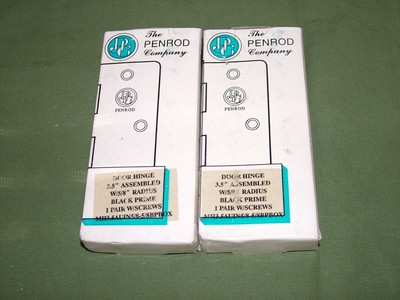 The
PENROD
Company
PENROD
DOOR HINGE
3.5" ASSEMBLED
W/5/8" RADIUS
BLACK PRIME
1 PAIR W/SCREWS
The
PENROD
Company
PENROD
DOOR HINGE
3.5" ASSEMBLED
W/5/8" RADIUS
BLACK PRIME
1 PAIR W/SCREWS